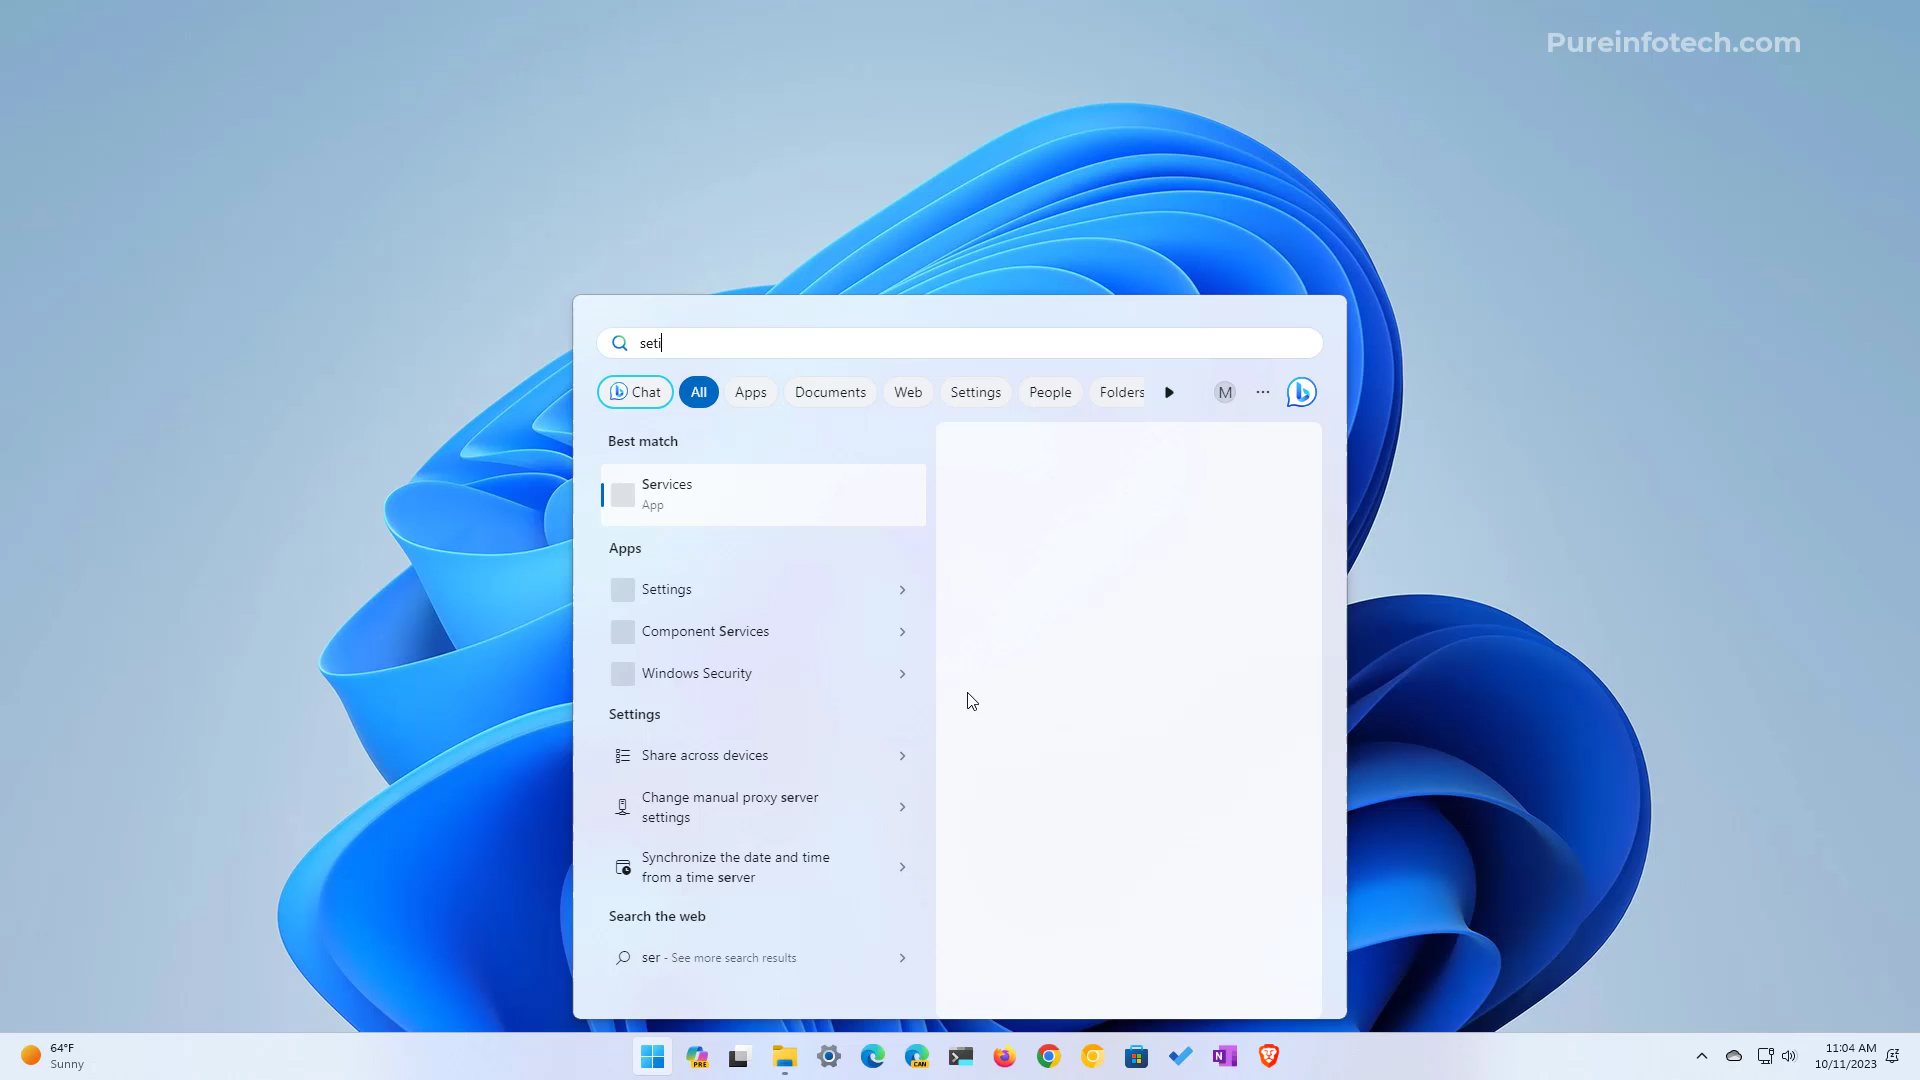 Pureinfotech.com
seti
Chat All Apps Documents Web Settings People Folders M ...
Best match
Services
App
Apps
Settings
Component Services
Windows Security
Settings
Share across devices
Change manual proxy server
settings
Synchronize the date and time
from a time server
Search the web
ser - See more search results
64°F
Sunny
PRE
CAN
N
11:04 AM
10/11/2023